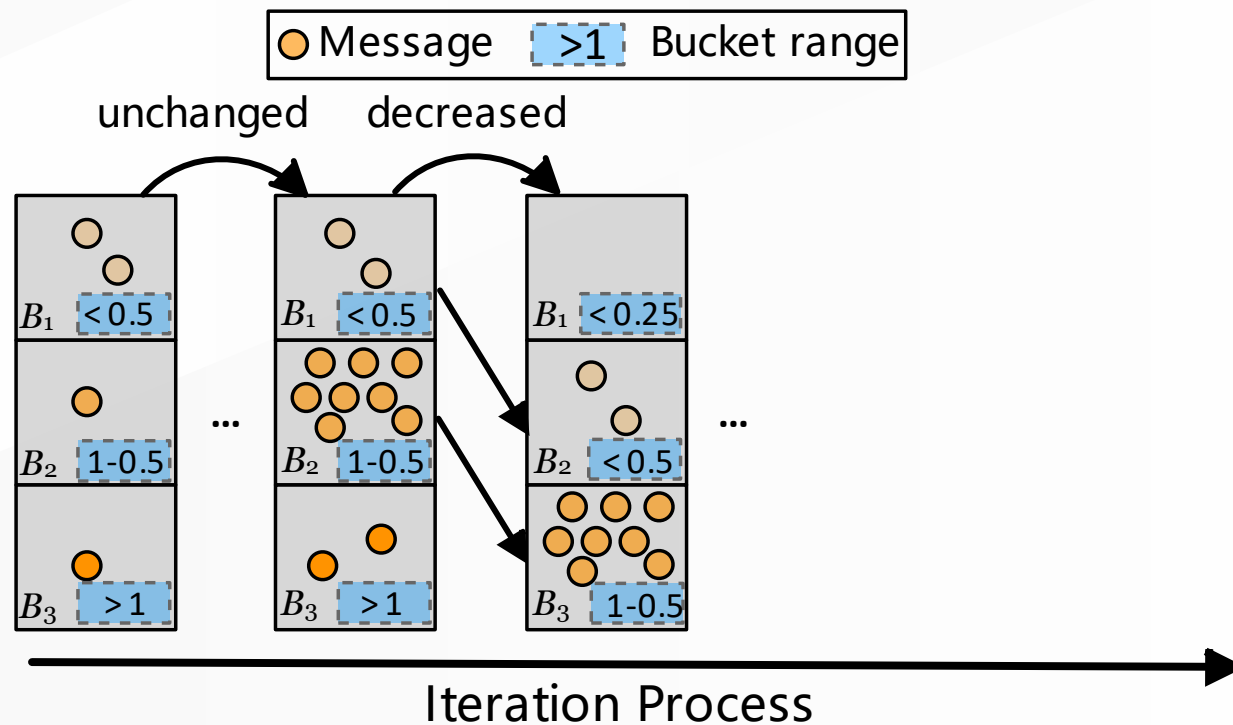 Message >1 Bucket range
unchanged decreased
B₁ <0.5
B₂ 1-0.5
B₃ >1
...
B₁ <0.5
B₂ 1-0.5
B₃ >1
B₁ <0.25
B₂ <0.5
B₃ 1-0.5
...
Iteration Process